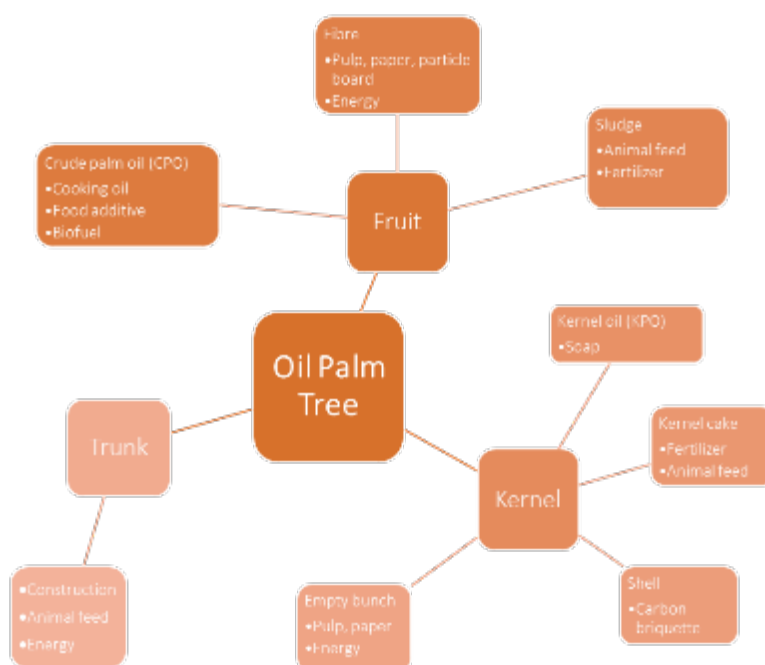 Fibre
•Pulp, paper, particle
board
•Energy
Sludge
•Animal feed
•Fertilizer
Crude palm oil (CPO)
•Cooking oil
•Food additive
•Biofuel
Fruit
Kernel oil (KPO)
•Soap
Oil Palm
Tree
Trunk
Kernel cake
•Fertilizer
•Animal feed
Kernel
•Construction
•Animal feed
•Energy
Empty bunch
•Pulp, paper
•Energy
Shell
•Carbon
briquette